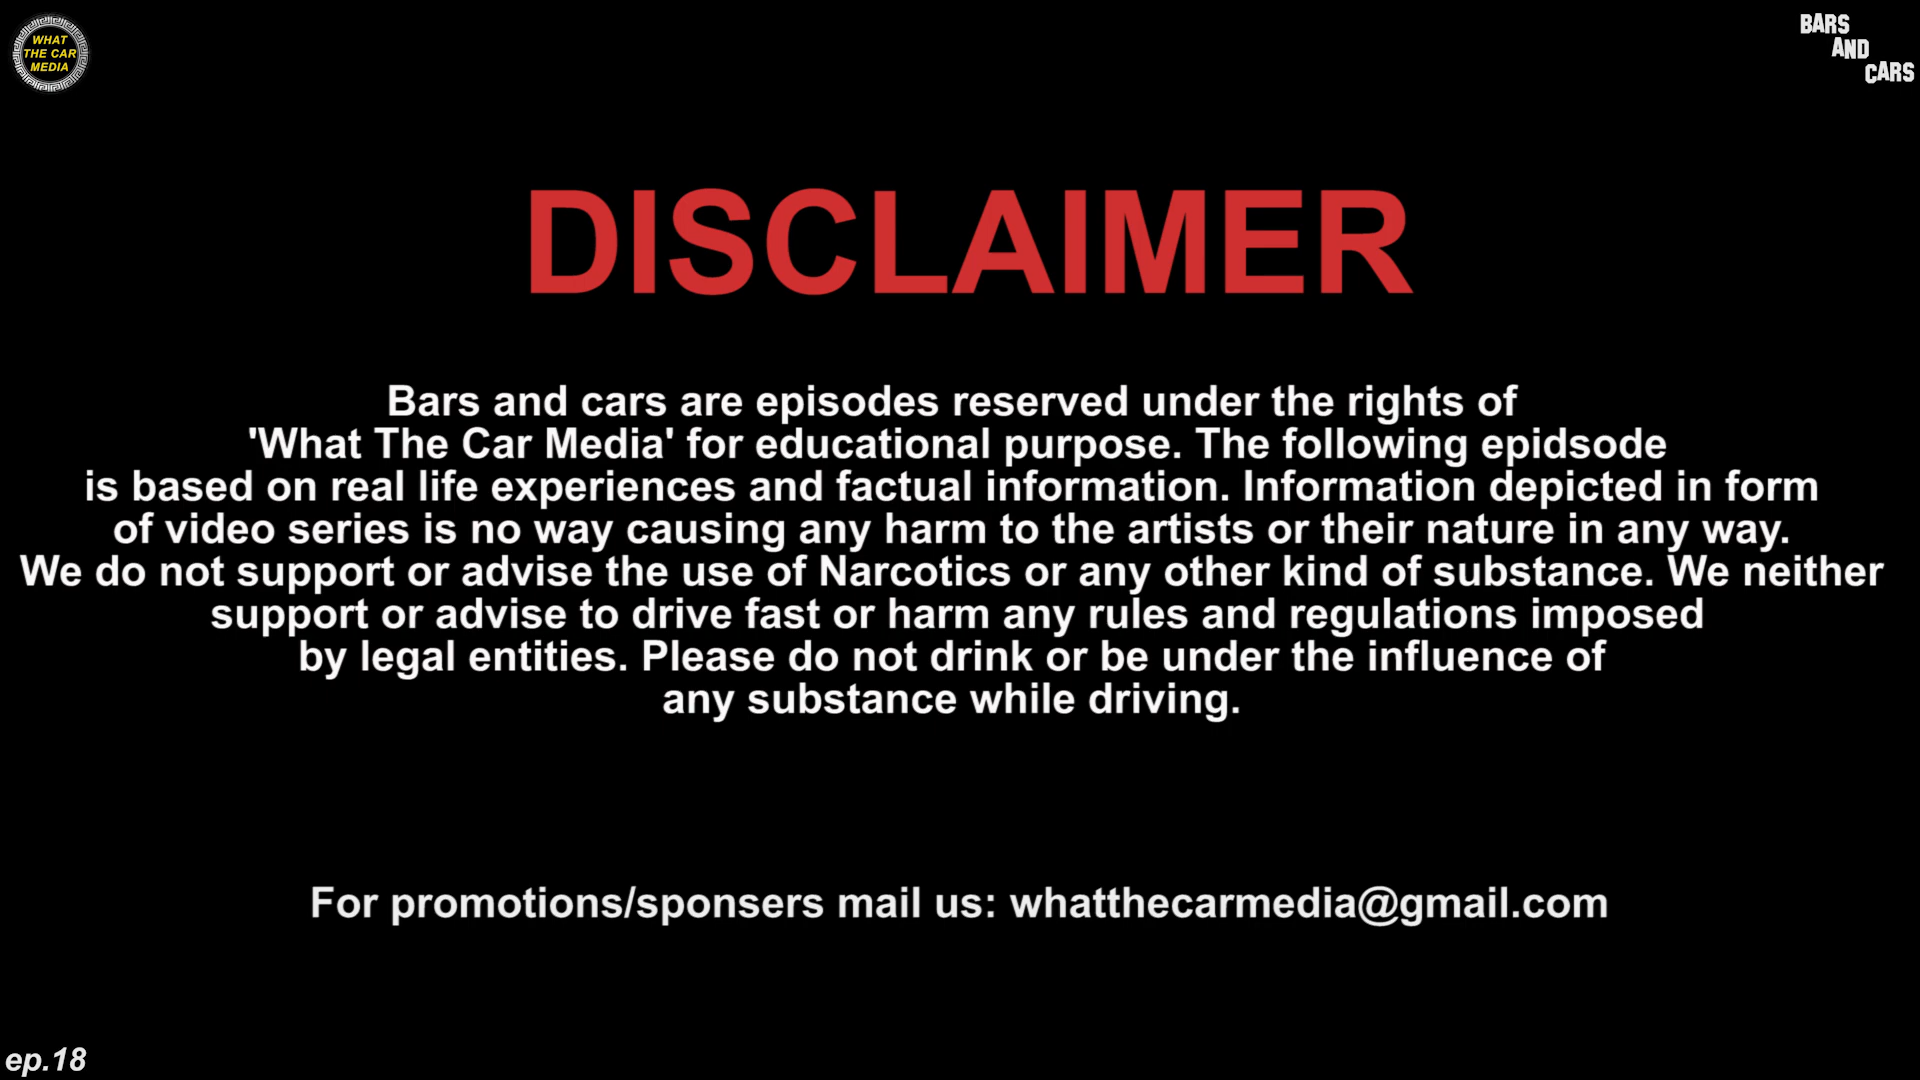 WHAT
THE CAR
MEDIA
BARS
AND
CARS
DISCLAIMER
Bars and cars are episodes reserved under the rights of
'What The Car Media' for educational purpose. The following epidsode
is based on real life experiences and factual information. Information depicted in form
of video series is no way causing any harm to the artists or their nature in any way.
We do not support or advise the use of Narcotics or any other kind of substance. We neither
support or advise to drive fast or harm any rules and regulations imposed
by legal entities. Please do not drink or be under the influence of
any substance while driving.
For promotions/sponsers mail us: whatthecarmedia@gmail.com
ep.18